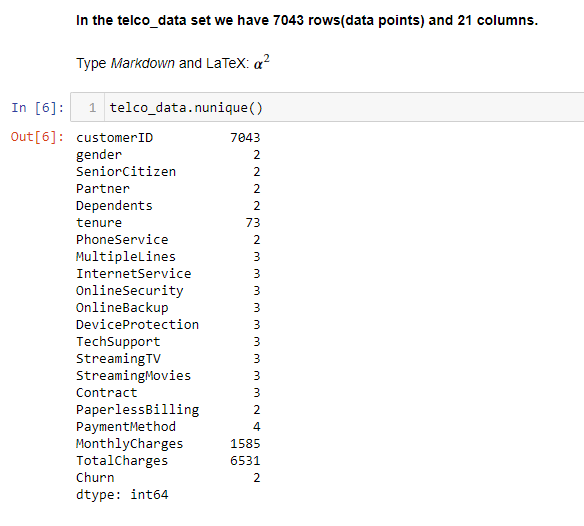 In the telco_data set we have 7043 rows(data points) and 21 columns.
Type Markdown and LaTeX: α²
In [6]: 1 telco_data.nunique()
Out[6]: customerID 7043
gender 2
SeniorCitizen 2
Partner 2
Dependents 2
tenure 73
PhoneService 2
MultipleLines 3
InternetService 3
OnlineSecurity 3
OnlineBackup 3
DeviceProtection 3
TechSupport 3
StreamingTV 3
StreamingMovies 3
Contract 3
PaperlessBilling 2
PaymentMethod 4
MonthlyCharges 1585
TotalCharges 6531
Churn 2
dtype: int64